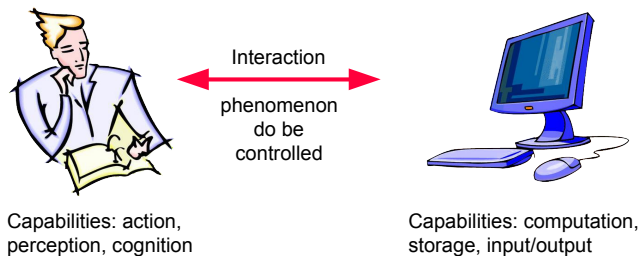 Interaction
phenomenon
do be
controlled
Capabilities: action,
perception, cognition
Capabilities: computation,
storage, input/output